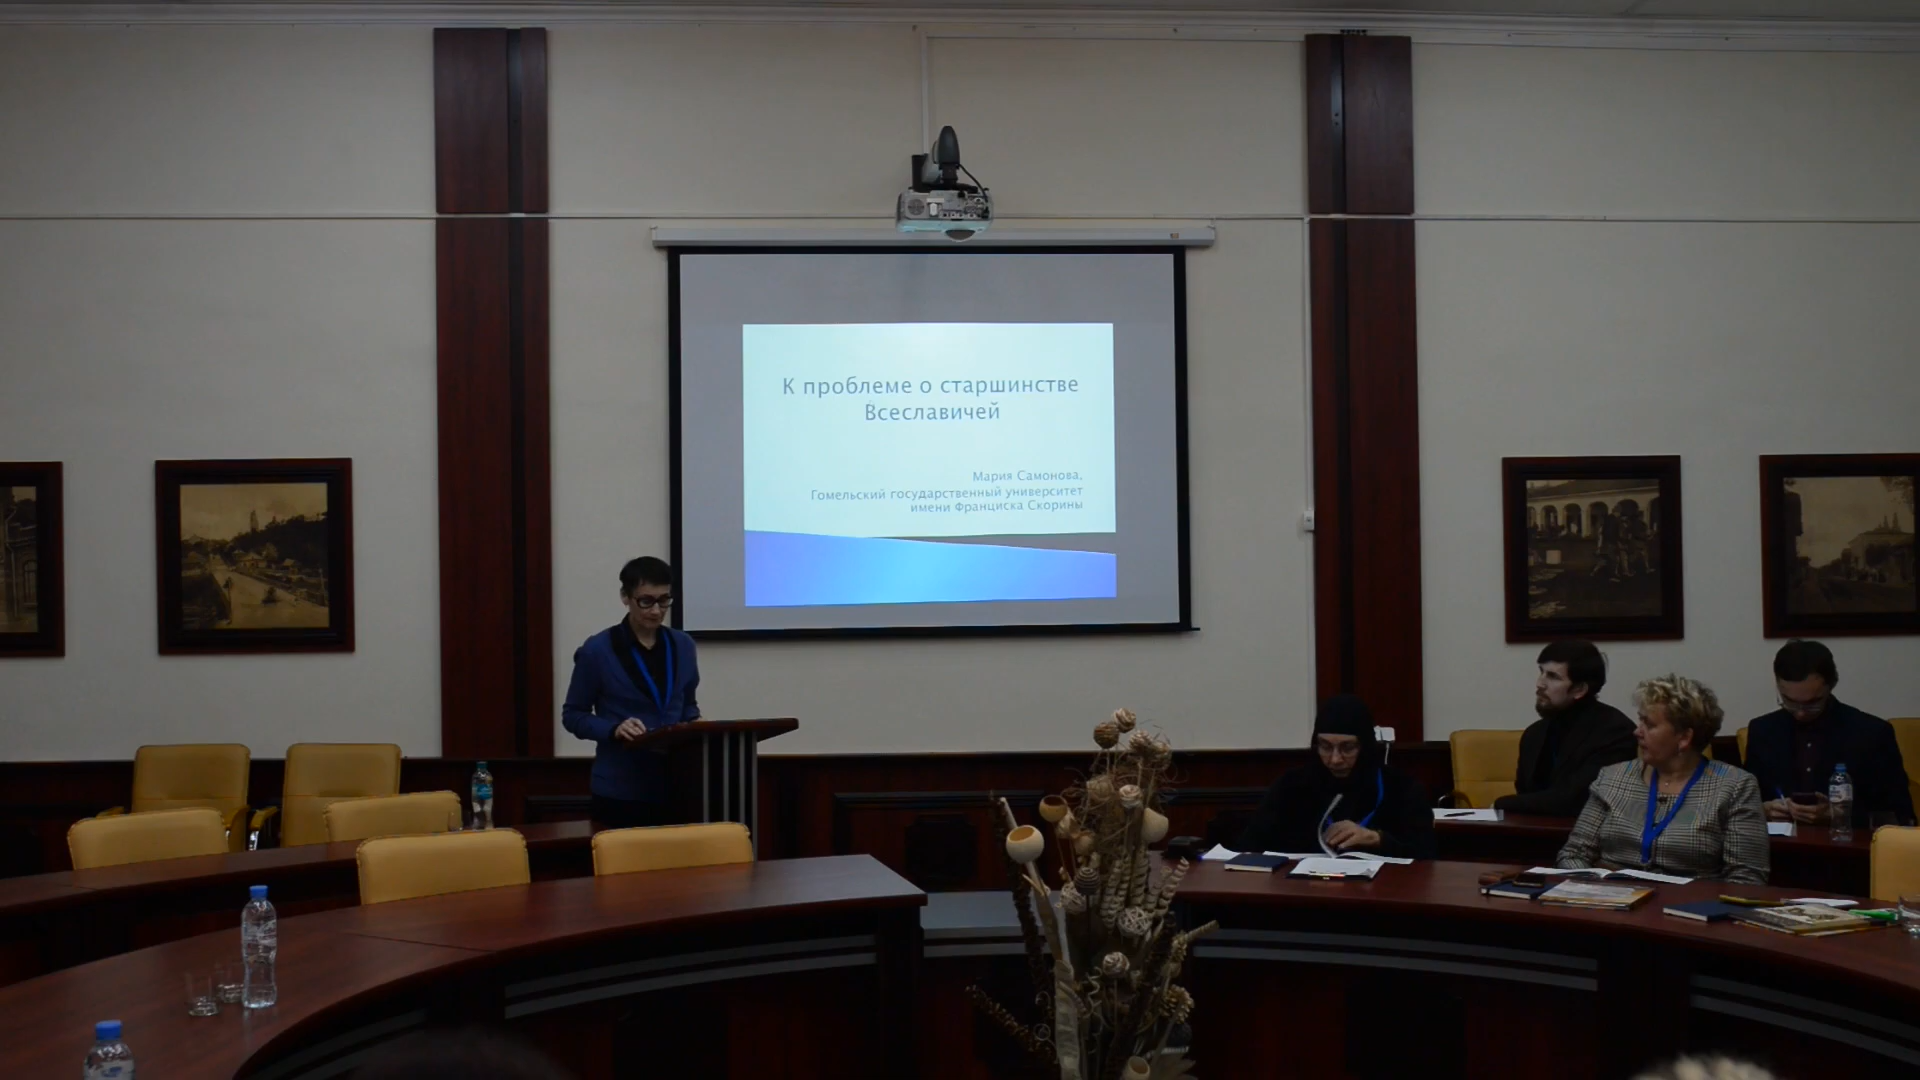 К проблеме о старшинстве
Всеславичей
Мария Самонова,
Гомельский государственный университет
имени Франциска Скорины